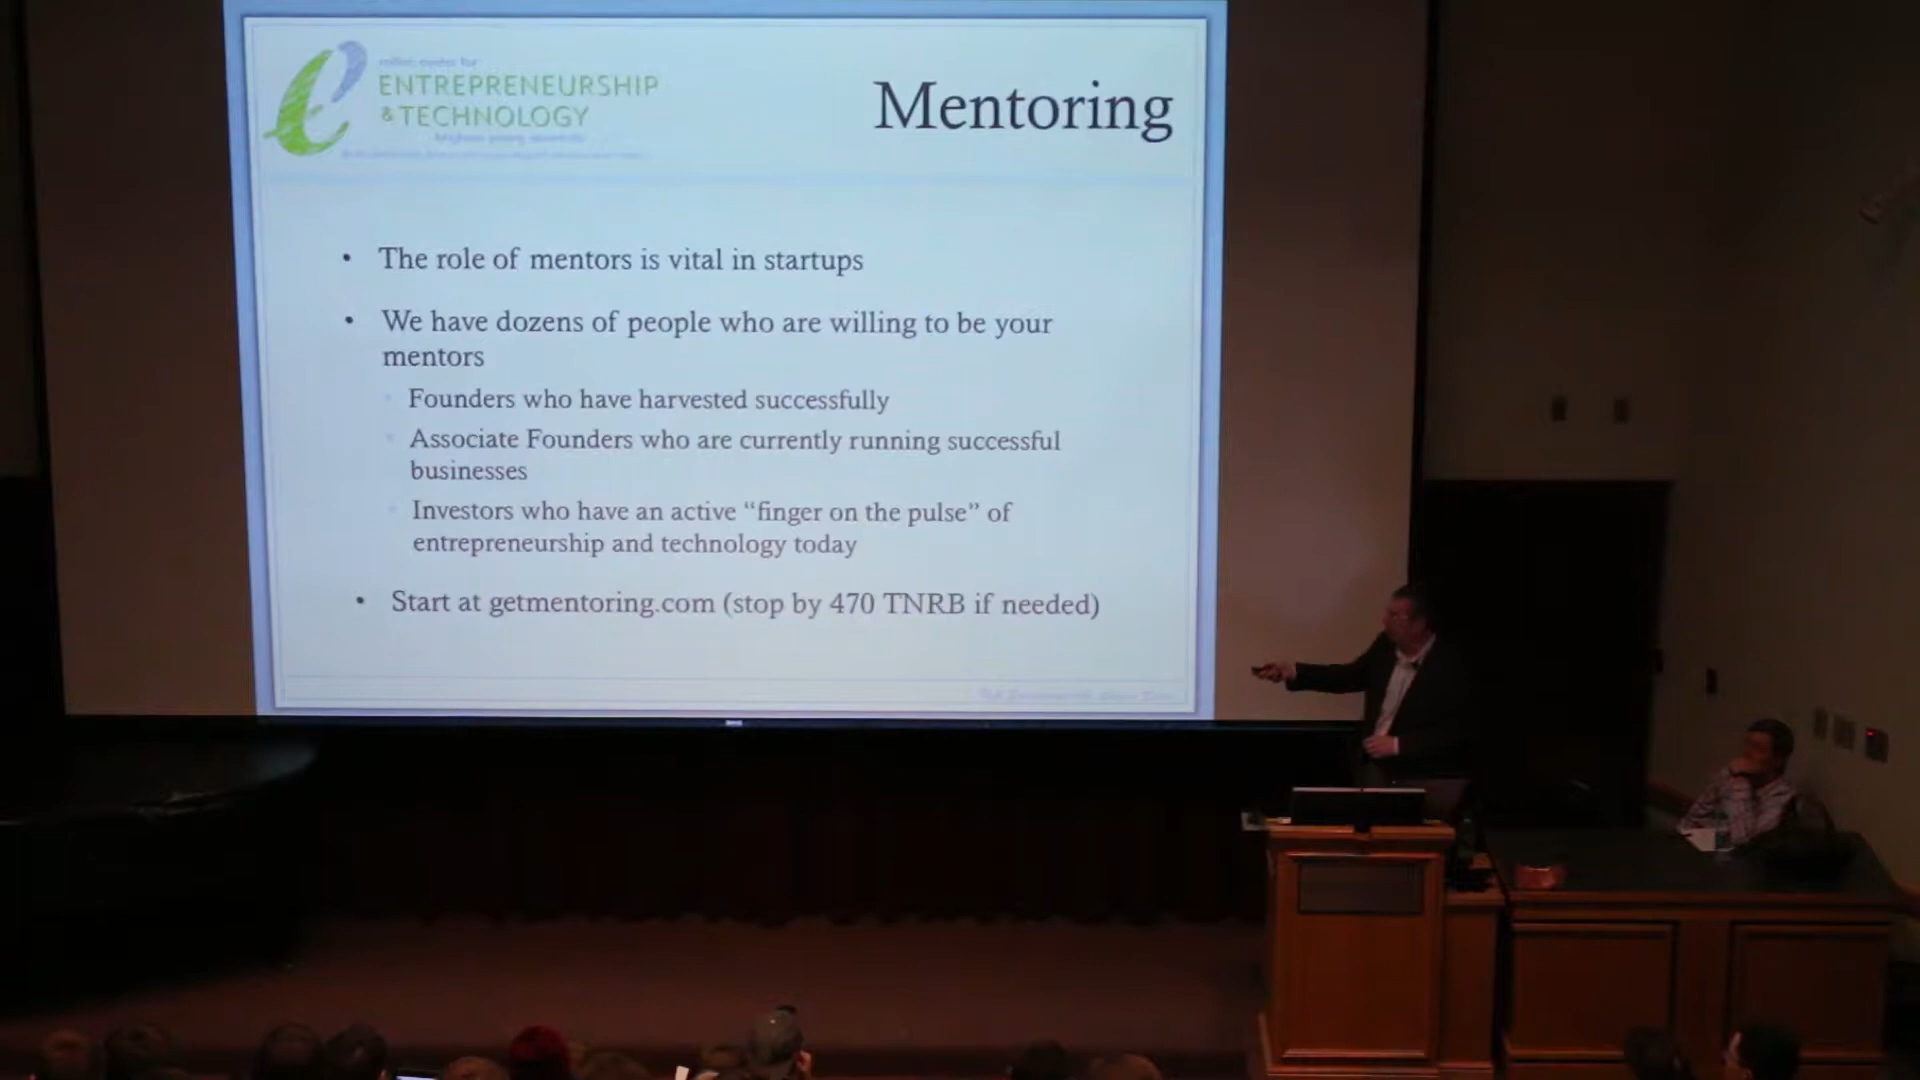 rollins center for
ENTREPRENEURSHIP
& TECHNOLOGY
brigham young university
Mentoring
• The role of mentors is vital in startups
• We have dozens of people who are willing to be your
mentors
Founders who have harvested successfully
Associate Founders who are currently running successful
businesses
Investors who have an active “finger on the pulse” of
entrepreneurship and technology today
• Start at getmentoring.com (stop by 470 TNRB if needed)